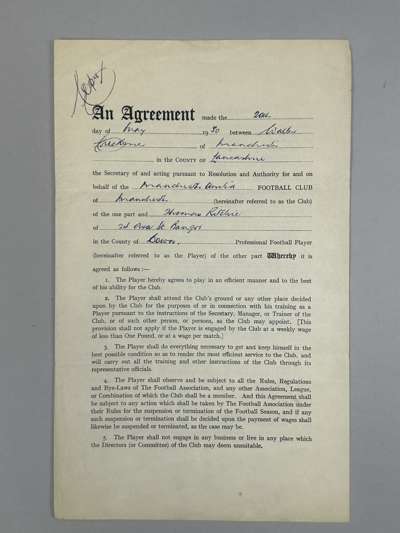 An Agreement made the
day of May 1930 between Walter
Crickmer of Manchester
in the COUNTY OF Lancashire
the Secretary of and acting pursuant to Resolution and Authority for and on
behalf of the Manchester United FOOTBALL CLUB
of Manchester (hereinafter referred to as the Club)
of the one part and Thomas Ritchie
of St Bangor
in the County of Down. Professional Football Player
(hereinafter referred to as the Player) of the other part Whereby it is
agreed as follows:—
1. The Player hereby agrees to play in an efficient manner and to the best
of his ability for the Club.
2. The Player shall attend the Club's ground or any other place decided
upon by the Club for the purposes of or in connection with his training as a
Player pursuant to the instructions of the Secretary, Manager, or Trainer of the
Club, or of such other person, or persons, as the Club may appoint. [This
provision shall not apply if the Player is engaged by the Club at a weekly wage
of less than One Pound, or at a wage per match.]
3. The Player shall do everything necessary to get and keep himself in the
best possible condition so as to render the most efficient service to the Club, and
will carry out all the training and other instructions of the Club through its
representative officials.
4. The Player shall observe and be subject to all the Rules, Regulations
and Bye-Laws of The Football Association, and any other Association, League,
or Combination of which the Club shall be a member. And this Agreement shall
be subject to any action which shall be taken by The Football Association under
their Rules for the suspension or termination of the Football Season, and if any
such suspension or termination shall be decided upon the payment of wages shall
likewise be suspended or terminated, as the case may be.
5. The Player shall not engage in any business or live in any place which
the Directors (or Committee) of the Club may deem unsuitable.